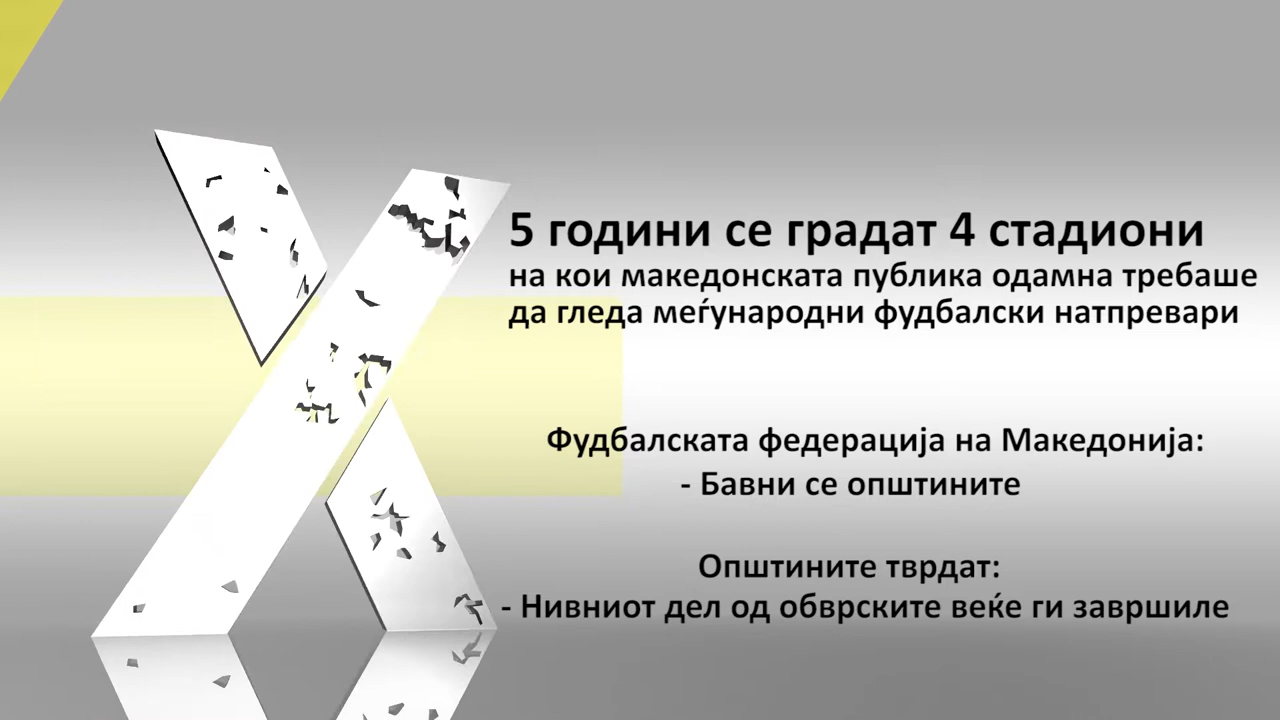 5 години се градат 4 стадиони
на кои македонската публика одамна требаше
да гледа меѓународни фудбалски натпревари
Фудбалската федерација на Македонија:
- Бавни се општините
Општините тврдат:
- Нивниот дел од обврските веќе ги завршиле